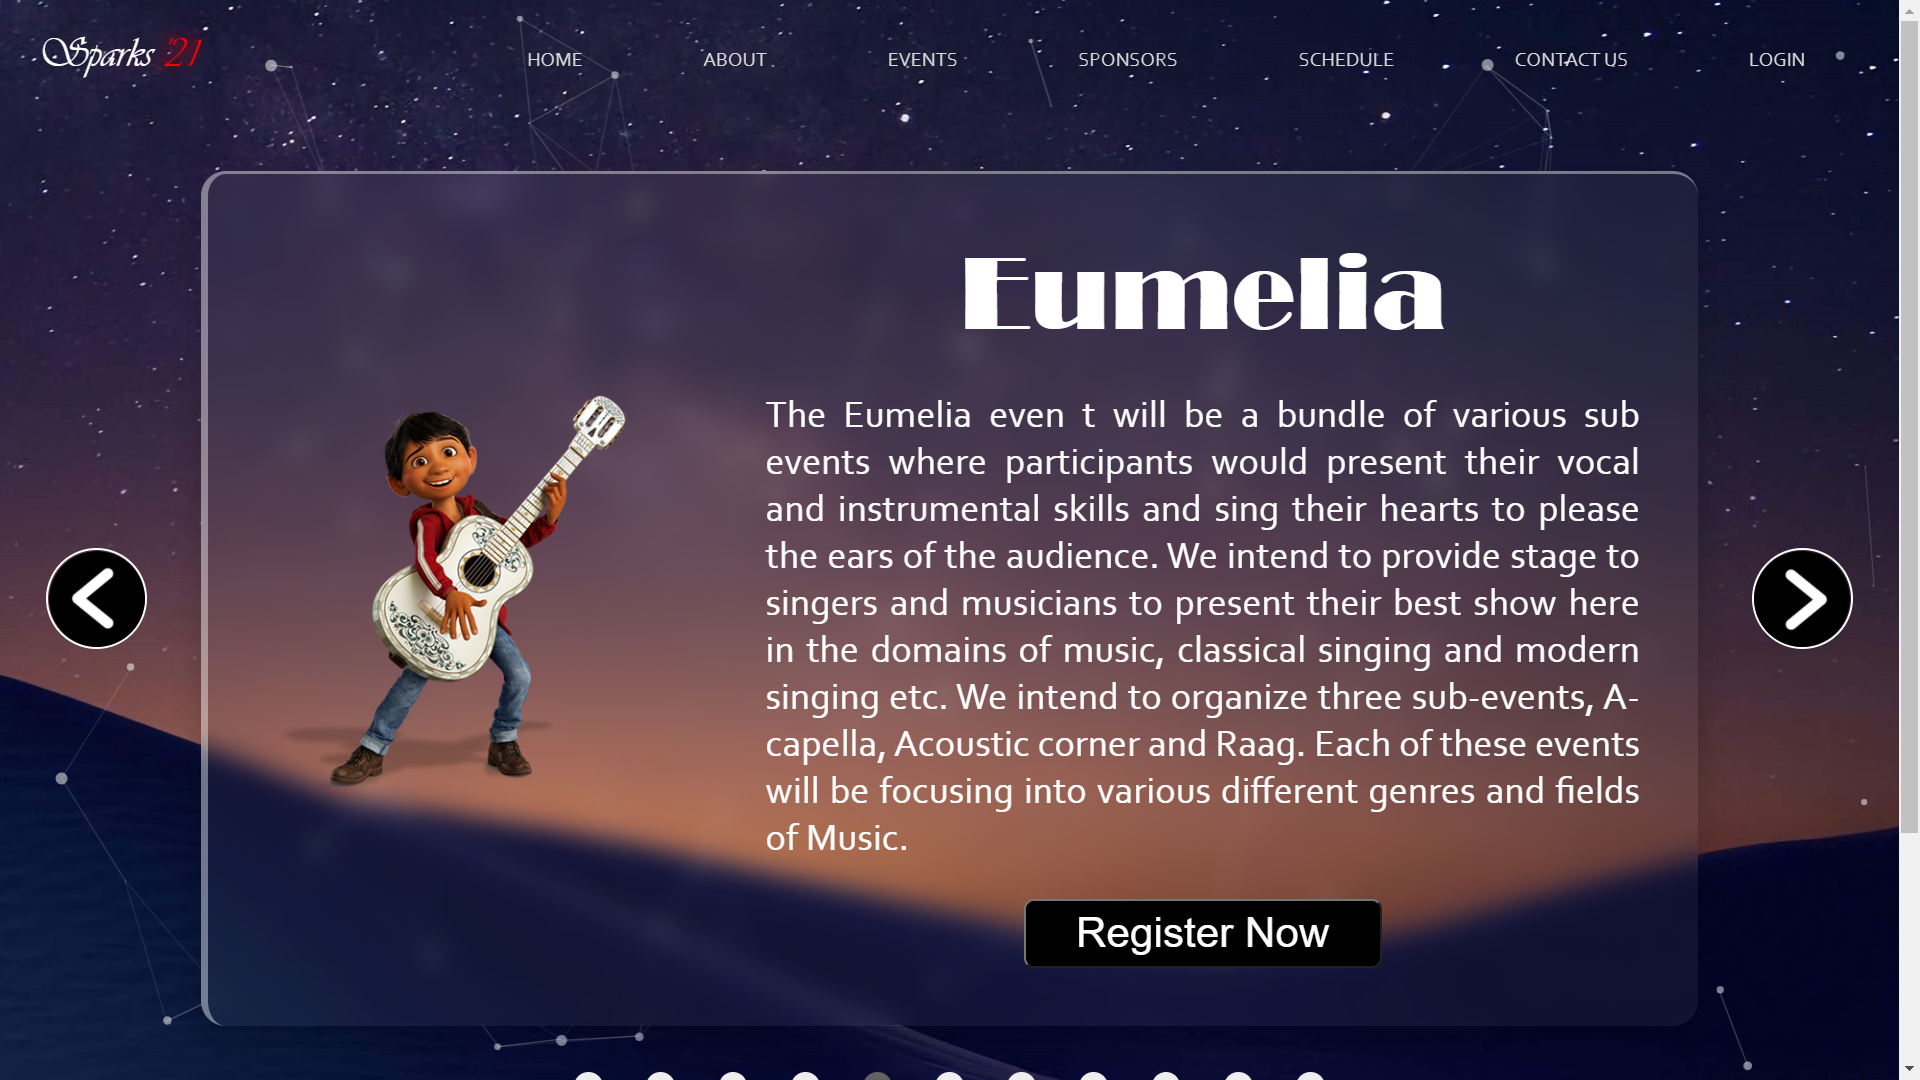 Sparks '21
HOME ABOUT EVENTS SPONSORS SCHEDULE CONTACT US LOGIN
Eumelia
The Eumelia even t will be a bundle of various sub
events where participants would present their vocal
and instrumental skills and sing their hearts to please
the ears of the audience. We intend to provide stage to
singers and musicians to present their best show here
in the domains of music, classical singing and modern
singing etc. We intend to organize three sub-events, A-
capella, Acoustic corner and Raag. Each of these events
will be focusing into various different genres and fields
of Music.
Register Now